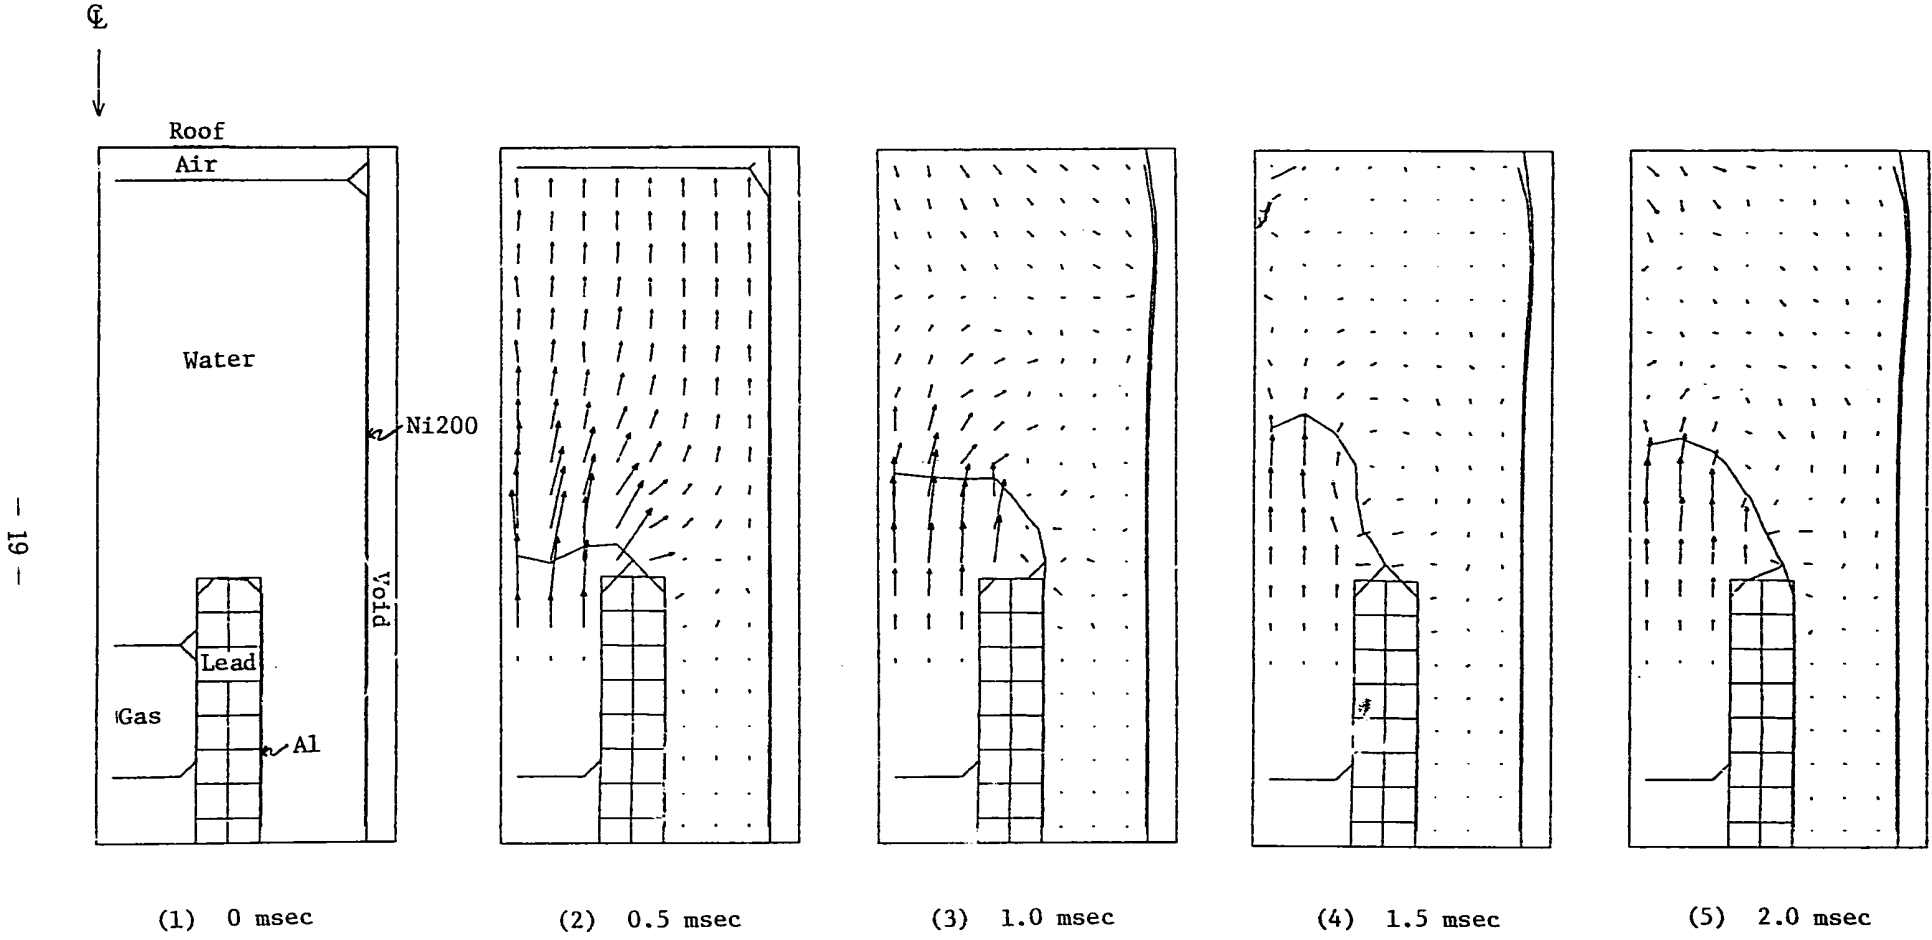 ℄
Roof
Air
Water
Ni200
Void
Lead
Gas
Al
— 19 —
(1) 0 msec
(2) 0.5 msec
(3) 1.0 msec
(4) 1.5 msec
(5) 2.0 msec